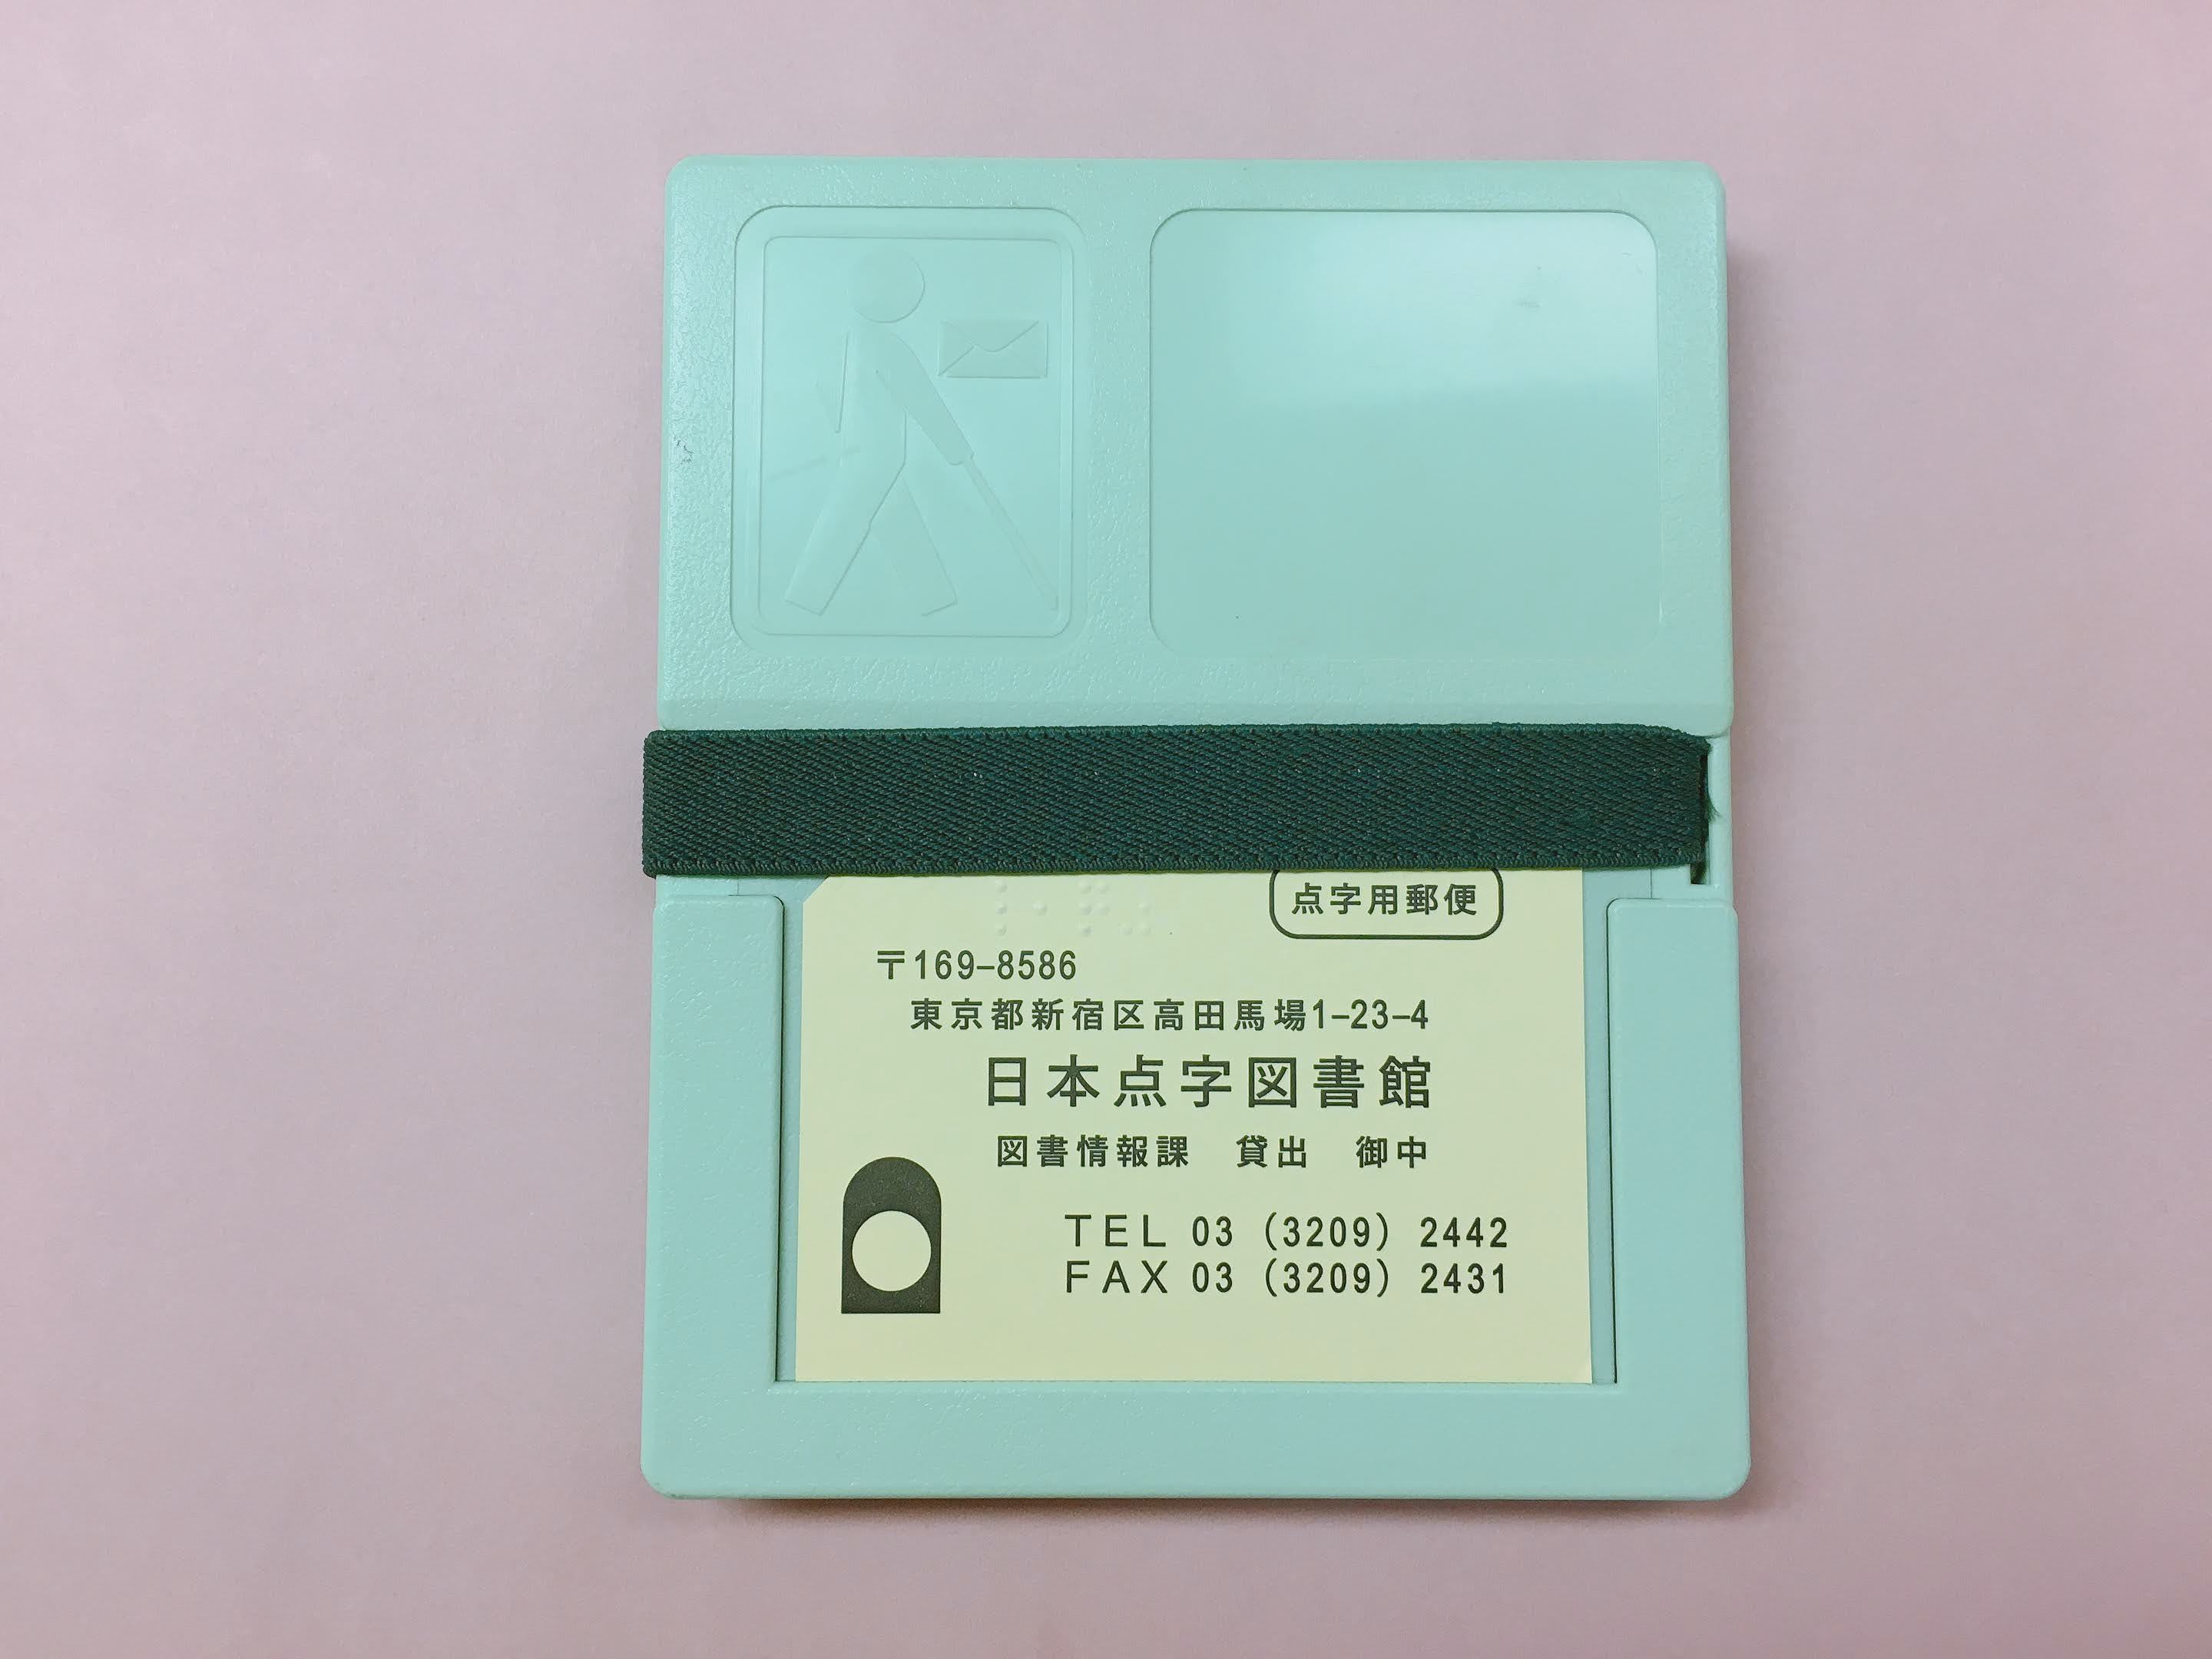 点字用郵便
〒169–8586
東京都新宿区高田馬場1–23–4
日本点字図書館
図書情報課　貸出　御中
TEL 03（3209）2442
FAX 03（3209）2431